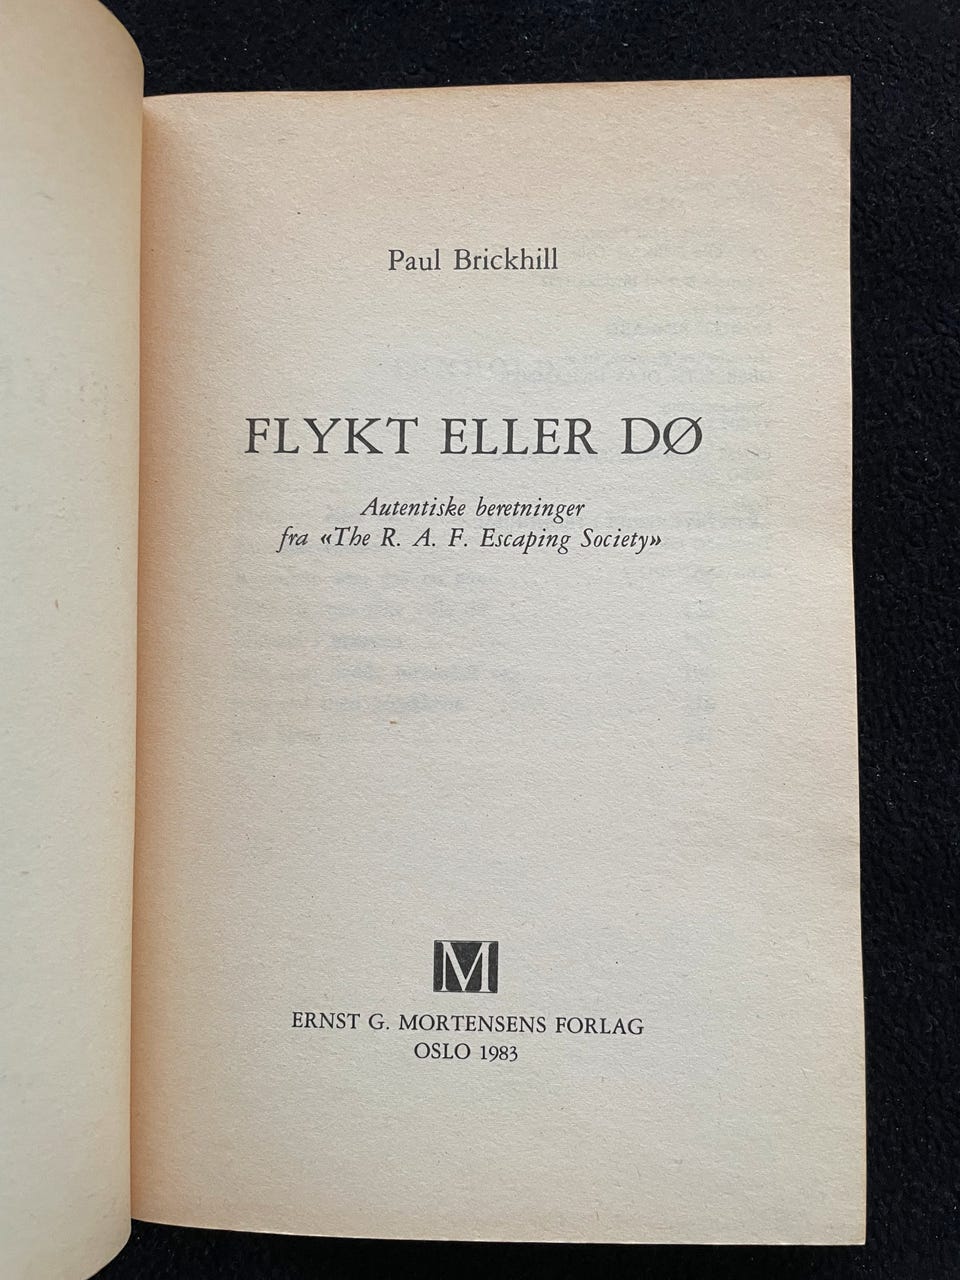 Paul Brickhill
FLYKT ELLER DØ
Autentiske beretninger
fra «The R. A. F. Escaping Society»
M
ERNST G. MORTENSENS FORLAG
OSLO 1983